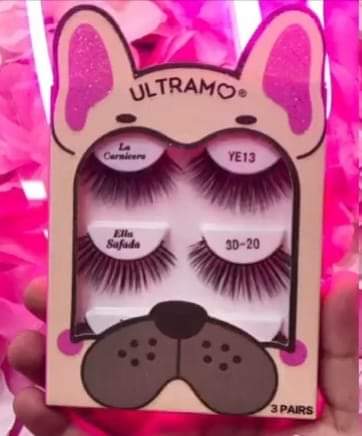 ULTRAMO®
La
Carnicera
YE13
Ella
Safada
3D-20
3 PAIRS